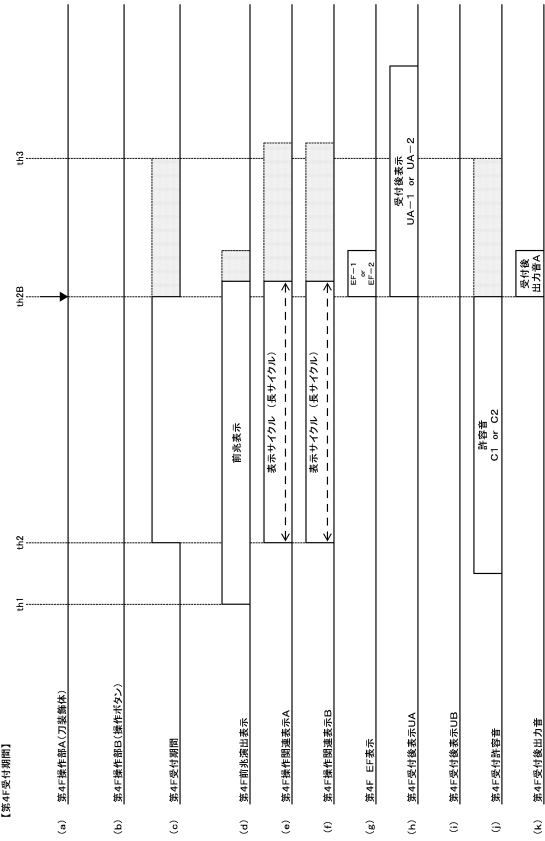 【第4F受付期間】
th1
th2
th2B
th3
(a) 第4F操作部A(刀装飾体)
(b) 第4F操作部B(操作ボタン)
(c) 第4F受付期間
(d) 第4F前兆演出表示
前兆表示
(e) 第4F操作関連表示A
表示サイクル (長サイクル)
(f) 第4F操作関連表示B
表示サイクル (長サイクル)
(g) 第4F EF表示
EF-1
or
EF-2
(h) 第4F受付後表示UA
受付後表示
UA-1 or UA-2
(i) 第4F受付後表示UB
(j) 第4F受付許容音
許容音
C1 or C2
(k) 第4F受付後出力音
受付後
出力音A